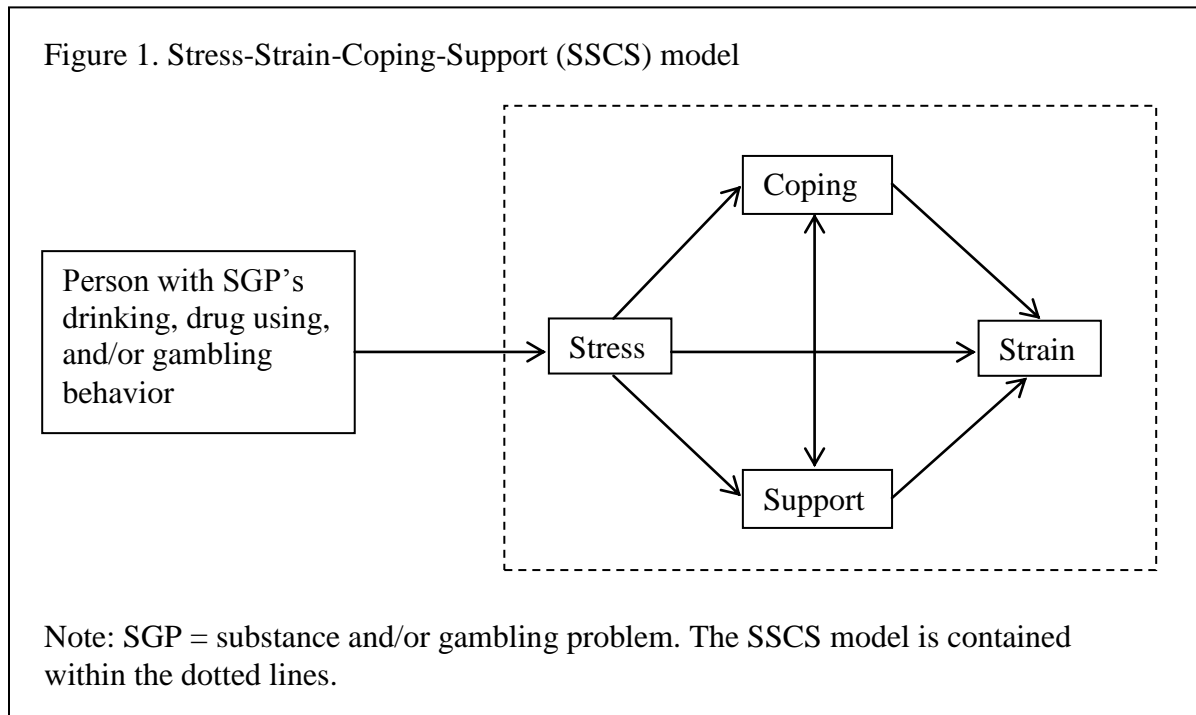 Figure 1. Stress-Strain-Coping-Support (SSCS) model
Coping
Person with SGP’s
drinking, drug using,
and/or gambling
behavior
Stress
Strain
Support
Note: SGP = substance and/or gambling problem. The SSCS model is contained
within the dotted lines.